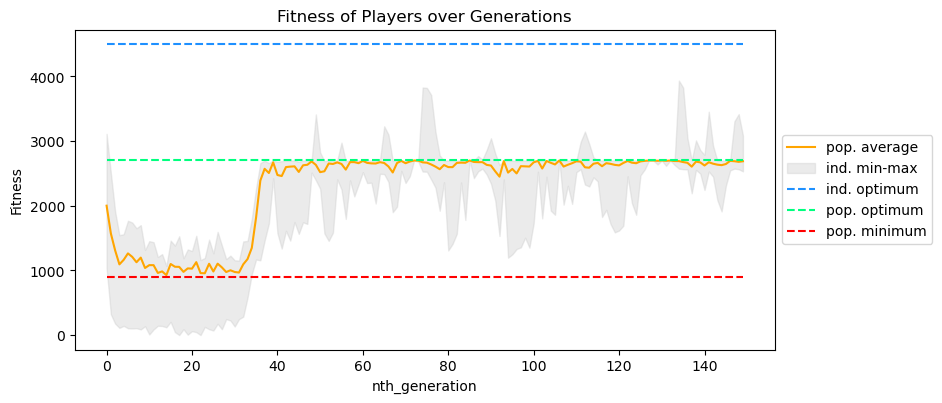 Fitness of Players over Generations
Fitness
4000
3000
2000
1000
0
0 20 40 60 80 100 120 140
nth_generation
pop. average
ind. min-max
ind. optimum
pop. optimum
pop. minimum